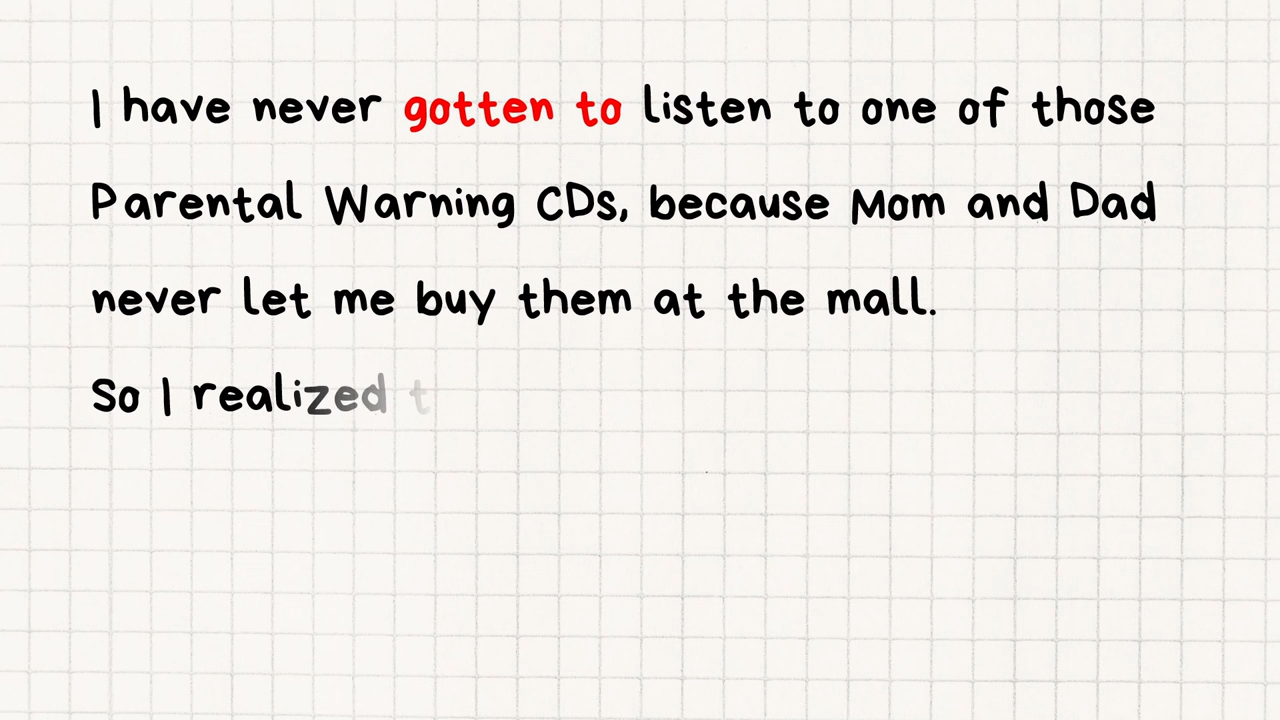 I have never gotten to listen to one of those
Parental Warning CDs, because Mom and Dad
never let me buy them at the mall.
So I realized t